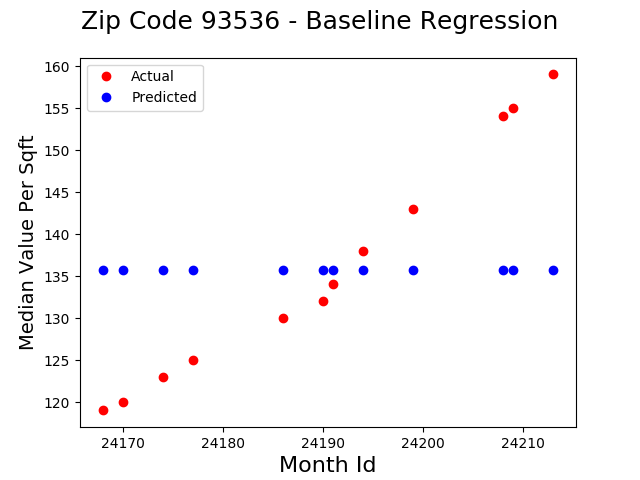 Zip Code 93536 - Baseline Regression
Actual
Predicted
Median Value Per Sqft
160
155
150
145
140
135
130
125
120
24170 24180 24190 24200 24210
Month Id